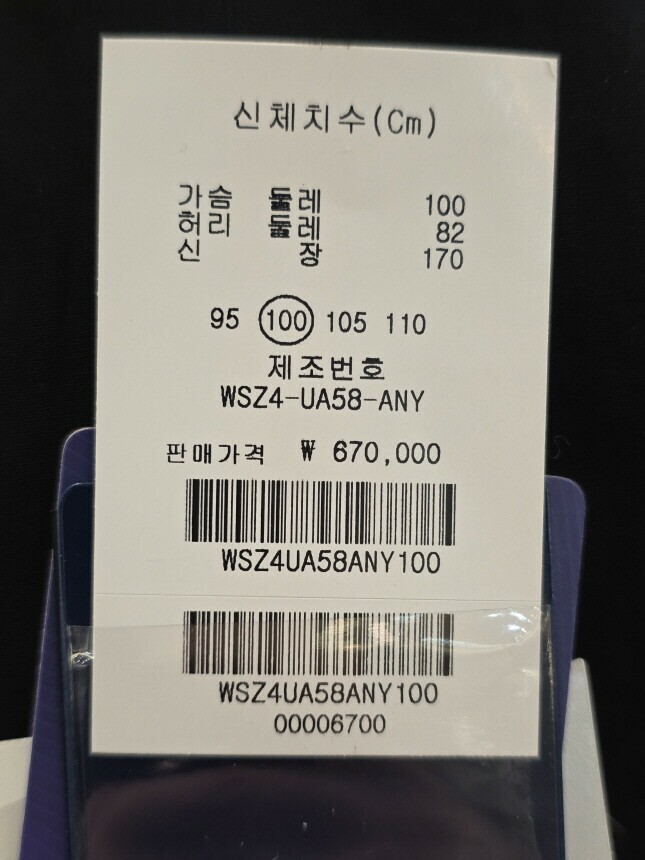 신체치수(Cm)
가슴 둘레 100
허리 둘레 82
신 장 170
95 100 105 110
제조번호
WSZ4-UA58-ANY
판매가격 ₩ 670,000
WSZ4UA58ANY100
WSZ4UA58ANY100
00006700